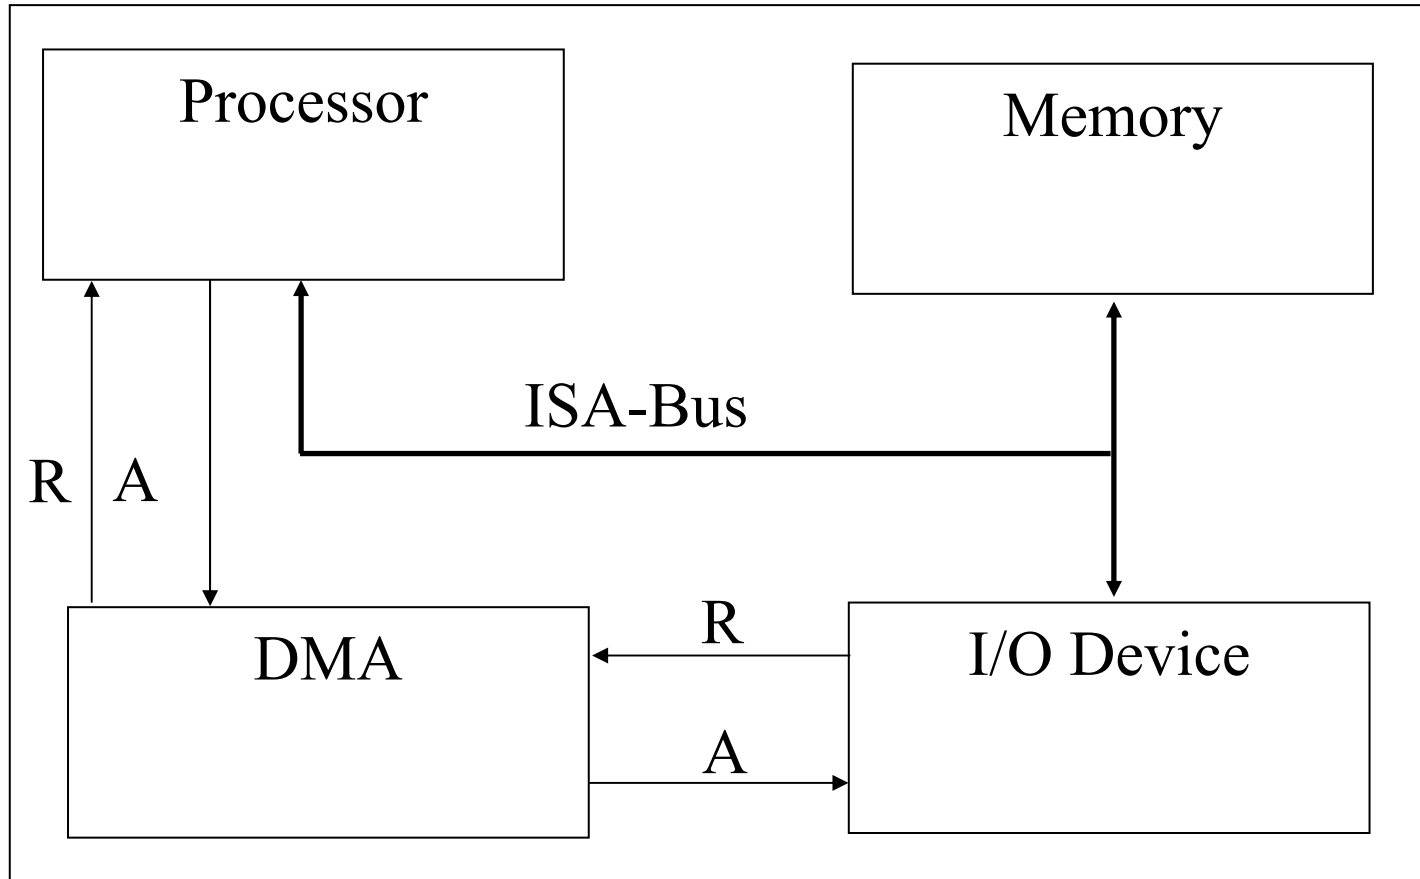 Processor
Memory
ISA-Bus
R
A
DMA
R
A
I/O Device